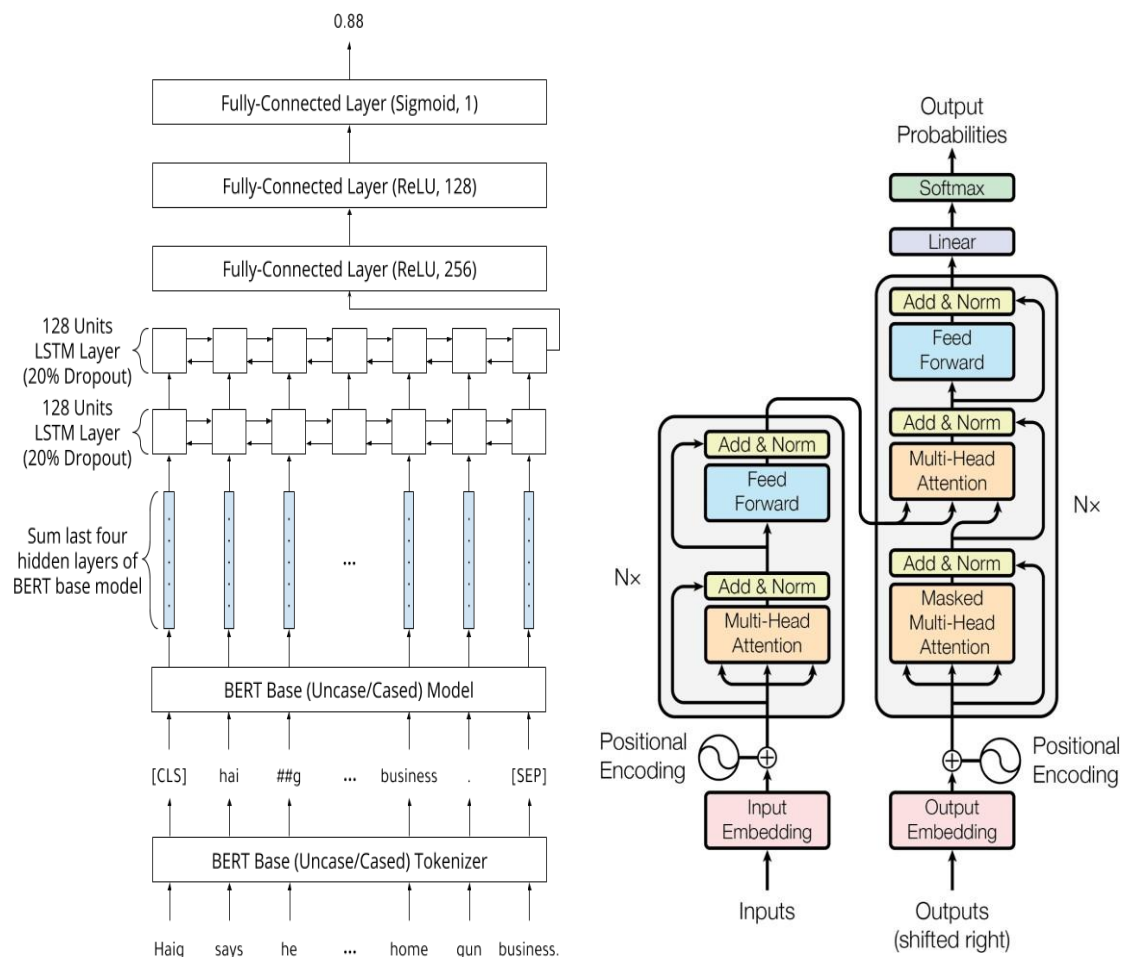 0.88
Fully-Connected Layer (Sigmoid, 1)
Fully-Connected Layer (ReLU, 128)
Fully-Connected Layer (ReLU, 256)
128 Units
LSTM Layer
(20% Dropout)
128 Units
LSTM Layer
(20% Dropout)
Sum last four
hidden layers of
BERT base model
...
BERT Base (Uncase/Cased) Model
[CLS] hai ##g ... business . [SEP]
BERT Base (Uncase/Cased) Tokenizer
Haig says he ... home gun business.
Output
Probabilities
Softmax
Linear
Add & Norm
Feed
Forward
Add & Norm
Multi-Head
Attention
Nx
Add & Norm
Masked
Multi-Head
Attention
Add & Norm
Feed
Forward
Nx
Add & Norm
Multi-Head
Attention
Positional
Encoding
Positional
Encoding
Input
Embedding
Output
Embedding
Inputs
Outputs
(shifted right)